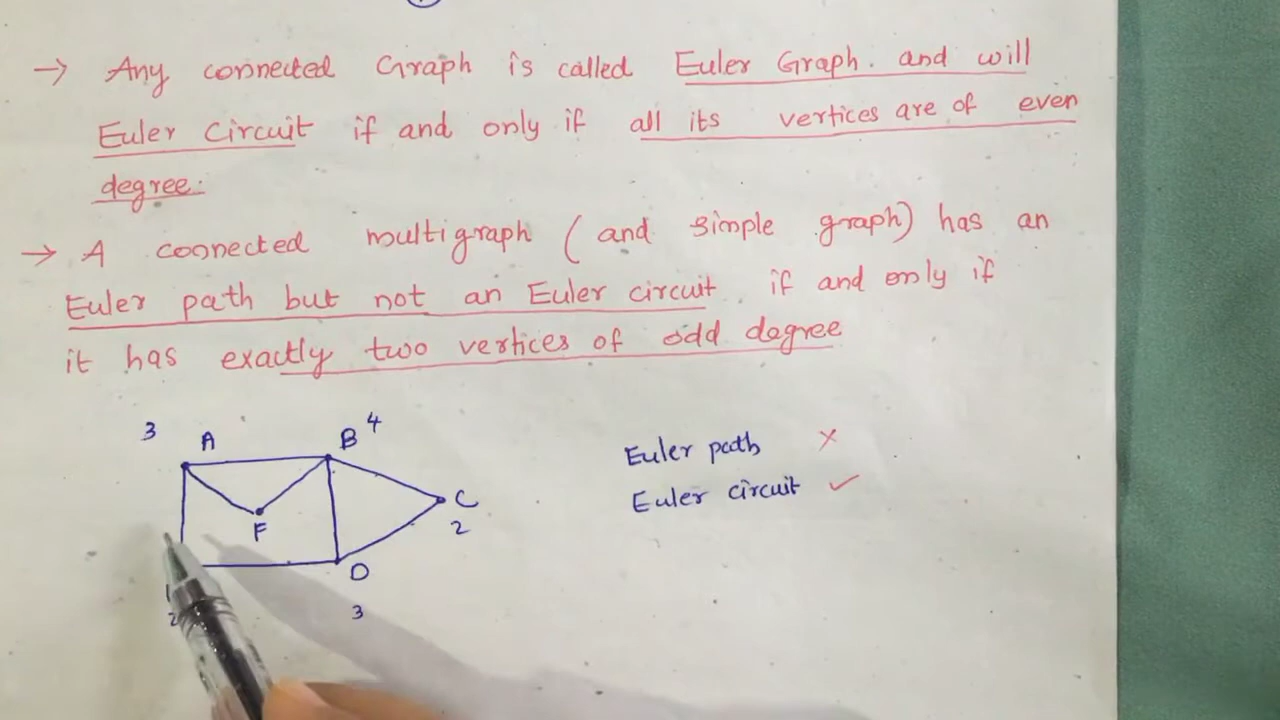 → Any connected Graph is called Euler Graph. and will
Euler Circuit if and only if all its vertices are of even
degree.
→ A connected multigraph (and simple graph) has an
Euler path but not an Euler circuit. if and only if
it has exactly two vertices of odd degree
3 A B 4
Euler path ×
Euler circuit ✓
F
C
2
D
3
2